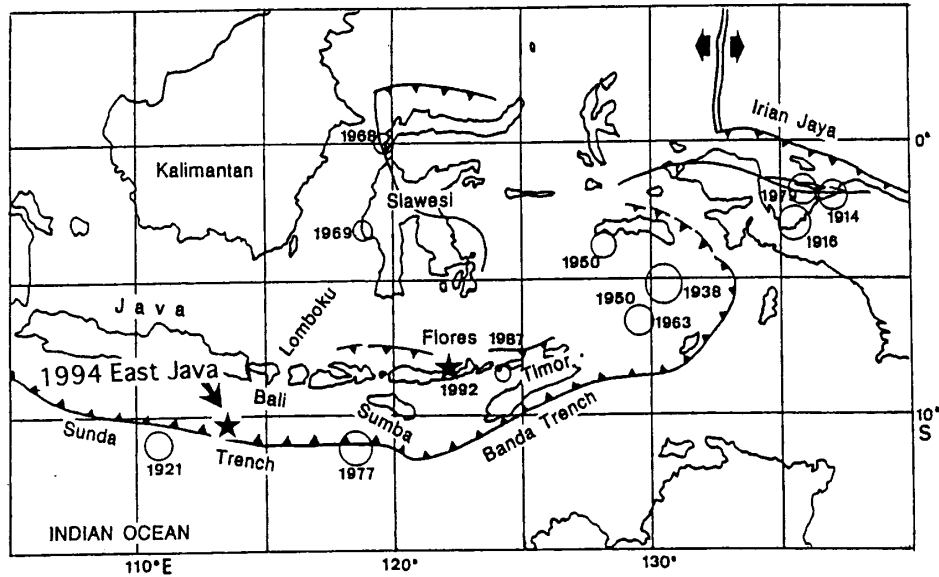 Irian Jaya
0°
1968
Kalimantan
Slawesi
1979
1914
1969
1916
1950
1950
1938
Java
Lomboku
1963
Flores
1987
1994 East Java
1992
Timor
Bali
Sumba
Banda Trench
10°
S
Sunda
Trench
1921
1977
INDIAN OCEAN
110°E
120°
130°